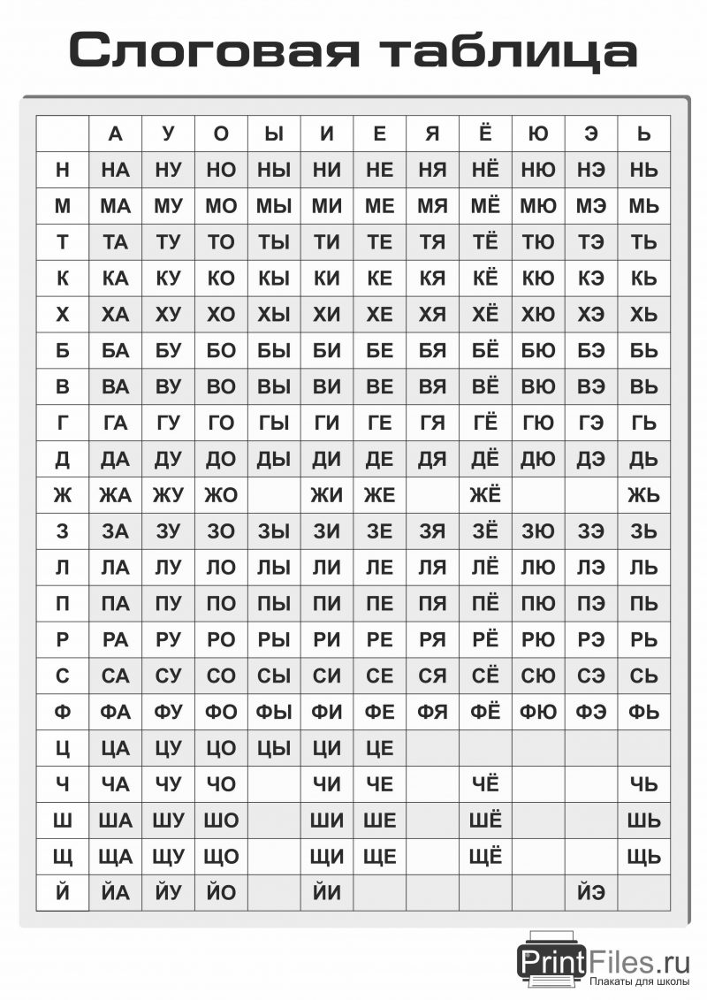 Слоговая таблица
А У О Ы И Е Я Ё Ю Э Ь
Н НА НУ НО НЫ НИ НЕ НЯ НЁ НЮ НЭ НЬ
М МА МУ МО МЫ МИ МЕ МЯ МЁ МЮ МЭ МЬ
Т ТА ТУ ТО ТЫ ТИ ТЕ ТЯ ТЁ ТЮ ТЭ ТЬ
К КА КУ КО КЫ КИ КЕ КЯ КЁ КЮ КЭ КЬ
Х ХА ХУ ХО ХЫ ХИ ХЕ ХЯ ХЁ ХЮ ХЭ ХЬ
Б БА БУ БО БЫ БИ БЕ БЯ БЁ БЮ БЭ БЬ
В ВА ВУ ВО ВЫ ВИ ВЕ ВЯ ВЁ ВЮ ВЭ ВЬ
Г ГА ГУ ГО ГЫ ГИ ГЕ ГЯ ГЁ ГЮ ГЭ ГЬ
Д ДА ДУ ДО ДЫ ДИ ДЕ ДЯ ДЁ ДЮ ДЭ ДЬ
Ж ЖА ЖУ ЖО ЖИ ЖЕ ЖЁ ЖЬ
З ЗА ЗУ ЗО ЗЫ ЗИ ЗЕ ЗЯ ЗЁ ЗЮ ЗЭ ЗЬ
Л ЛА ЛУ ЛО ЛЫ ЛИ ЛЕ ЛЯ ЛЁ ЛЮ ЛЭ ЛЬ
П ПА ПУ ПО ПЫ ПИ ПЕ ПЯ ПЁ ПЮ ПЭ ПЬ
Р РА РУ РО РЫ РИ РЕ РЯ РЁ РЮ РЭ РЬ
С СА СУ СО СЫ СИ СЕ СЯ СЁ СЮ СЭ СЬ
Ф ФА ФУ ФО ФЫ ФИ ФЕ ФЯ ФЁ ФЮ ФЭ ФЬ
Ц ЦА ЦУ ЦО ЦЫ ЦИ ЦЕ
Ч ЧА ЧУ ЧО ЧИ ЧЕ ЧЁ ЧЬ
Ш ША ШУ ШО ШИ ШЕ ШЁ ШЬ
Щ ЩА ЩУ ЩО ЩИ ЩЕ ЩЁ ЩЬ
Й ЙА ЙУ ЙО ЙИ ЙЭ
PrintFiles.ru
Плакаты для школы